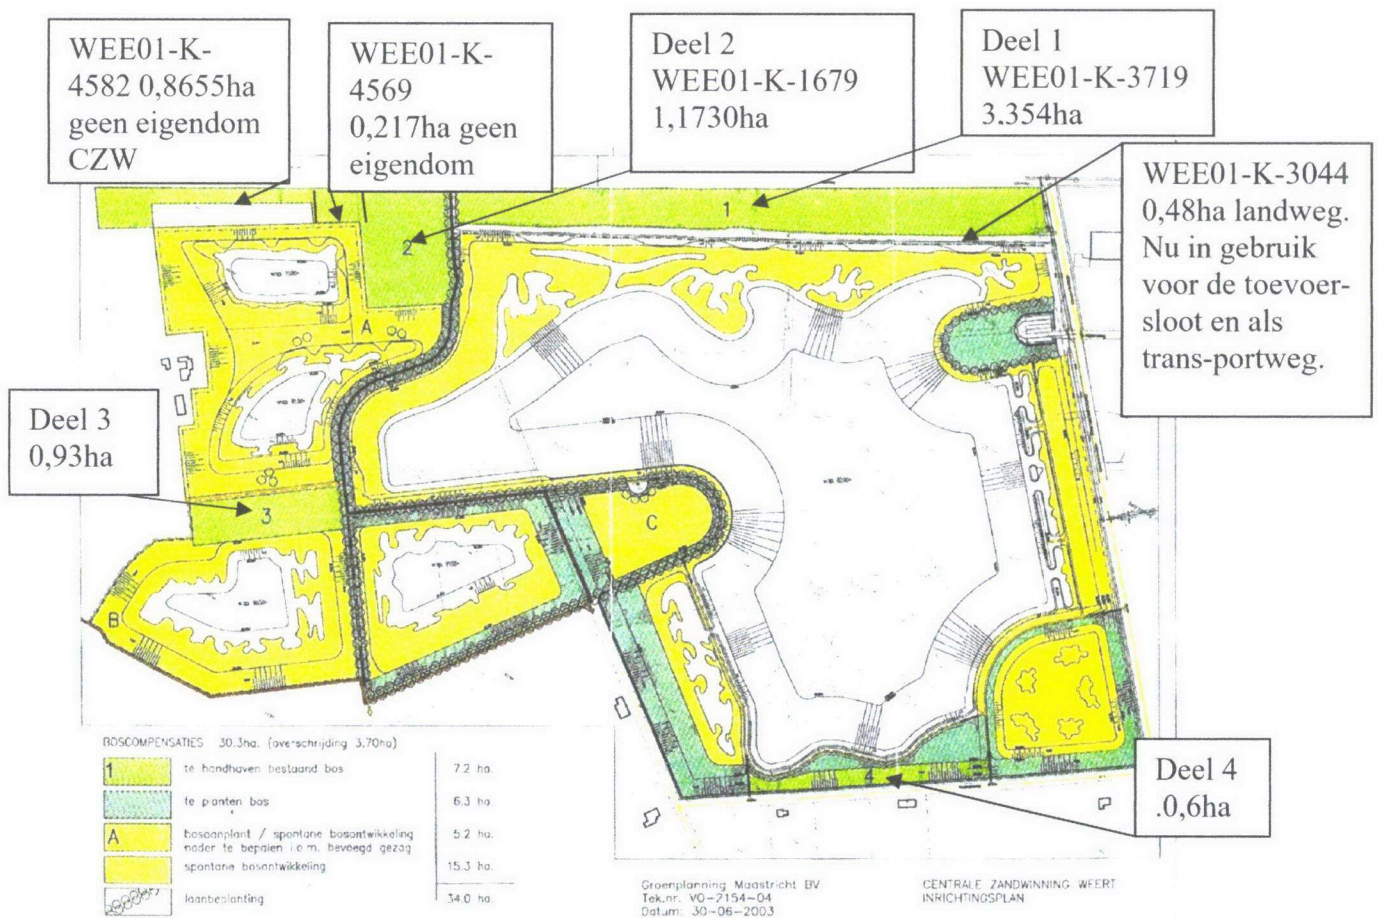 WEE01-K-
4582 0,8655ha
geen eigendom
CZW
WEE01-K-
4569
0,217ha geen
eigendom
Deel 2
WEE01-K-1679
1,1730ha
Deel 1
WEE01-K-3719
3.354ha
WEE01-K-3044
0,48ha landweg.
Nu in gebruik
voor de toevoer-
sloot en als
trans-portweg.
1
2
A
Deel 3
0,93ha
3
C
B
4
Deel 4
.0,6ha
BOSCOMPENSATIES 30.3ha. (overschrijding 3.70ha)
1 te handhaven bestaand bos 7.2 ha.
te planten bos 6.3 ha.
A bosaanplant / spontane bosontwikkeling 5.2 ha.
nader te bepalen i.o.m. bevoegd gezag
spontane bosontwikkeling 15.3 ha.
laanbeplanting 34.0 ha.
Groenplanning Maastricht BV.
Tek.nr. VO-2154-04
Datum: 30-06-2003
CENTRALE ZANDWINNING WEERT
INRICHTINGSPLAN